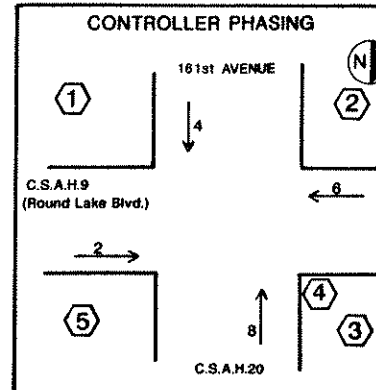 CONTROLLER PHASING
161st AVENUE
N
1
2
4
C.S.A.H.9
(Round Lake Blvd.)
6
2
4
5
8
3
C.S.A.H.20